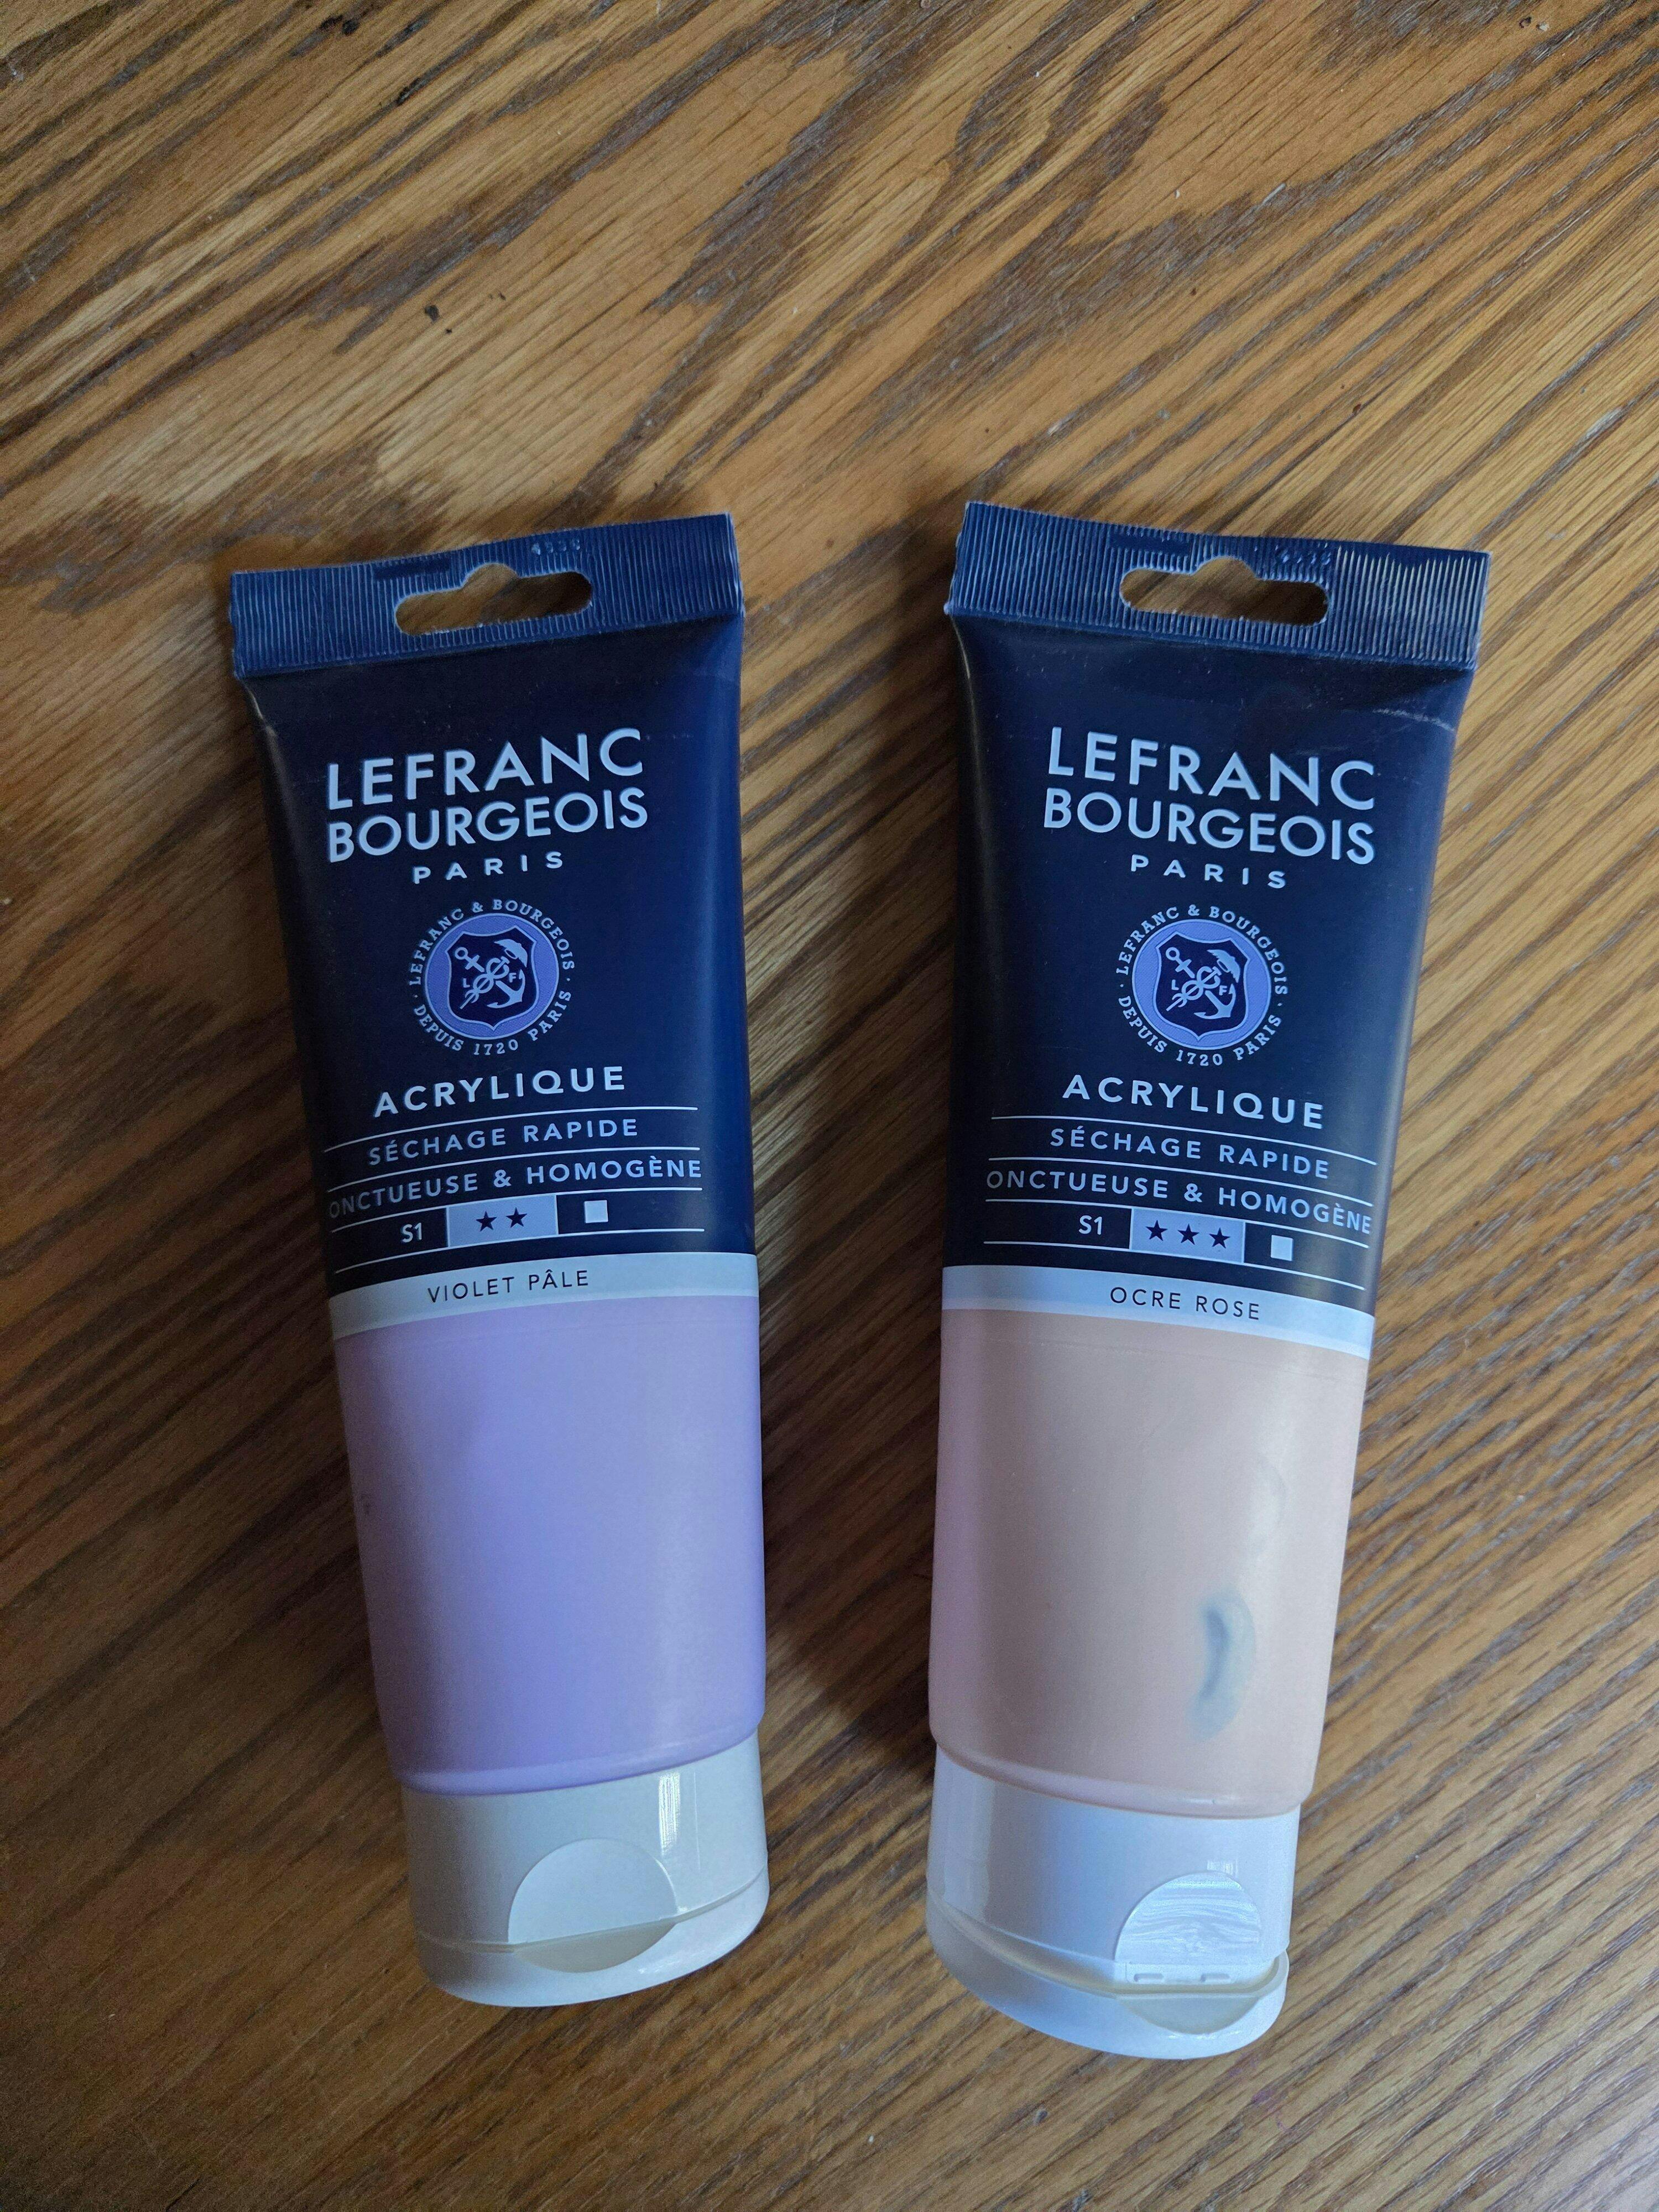 LEFRANC
BOURGEOIS
PARIS
LEFRANC & BOURGEOIS
L F
DEPUIS 1720 PARIS
ACRYLIQUE
SÉCHAGE RAPIDE
ONCTUEUSE & HOMOGÈNE
S1 ★★
VIOLET PÂLE
LEFRANC
BOURGEOIS
PARIS
LEFRANC & BOURGEOIS
L F
DEPUIS 1720 PARIS
ACRYLIQUE
SÉCHAGE RAPIDE
ONCTUEUSE & HOMOGÈNE
S1 ★★★
OCRE ROSE